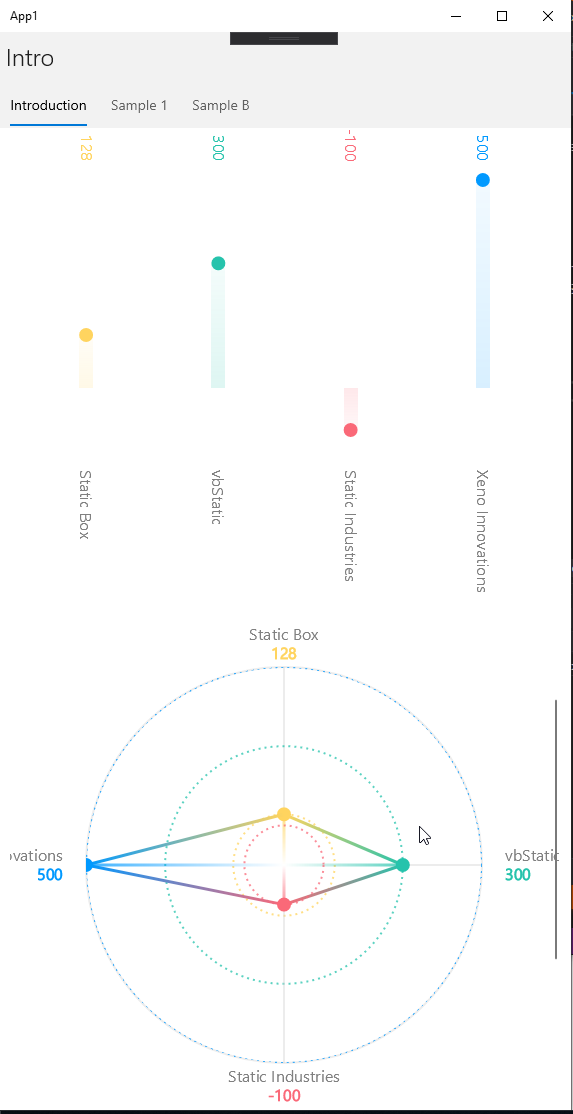 App1
Intro
Introduction Sample 1 Sample B
128 300 -100 500
Static Box vbStatic Static Industries Xeno Innovations
Static Box
128
ovations vbStatic
500 300
Static Industries
-100